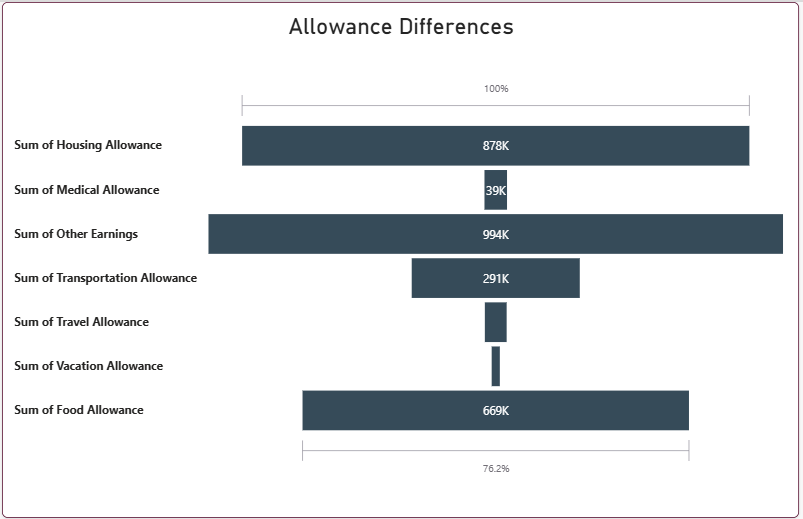 Allowance Differences
100%
Sum of Housing Allowance 878K
Sum of Medical Allowance 39K
Sum of Other Earnings 994K
Sum of Transportation Allowance 291K
Sum of Travel Allowance
Sum of Vacation Allowance
Sum of Food Allowance 669K
76.2%